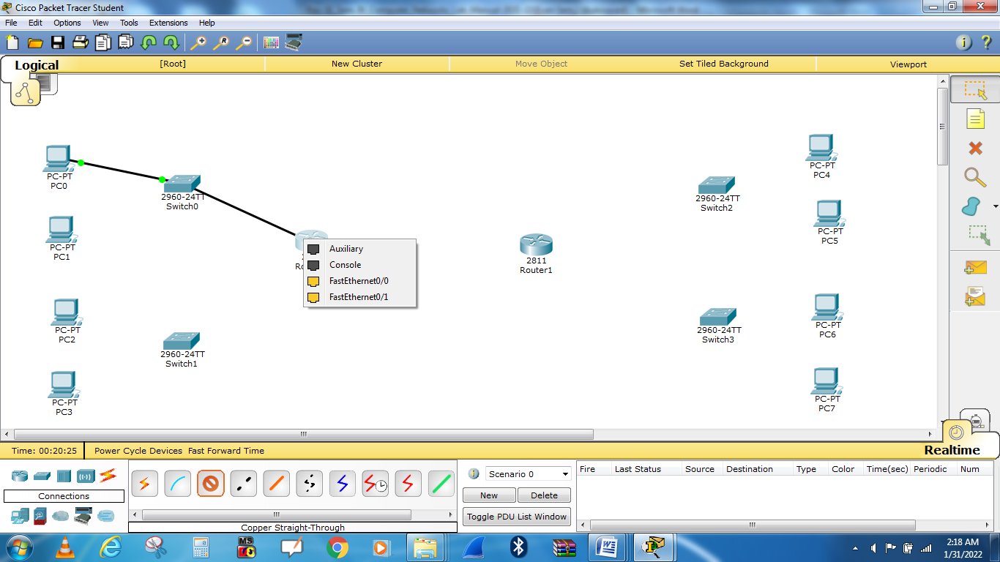 Cisco Packet Tracer Student
File Edit Options View Tools Extensions Help
Logical [Root] New Cluster Move Object Set Tiled Background Viewport
PC-PT
PC0
2960-24TT
Switch0
PC-PT
PC1
Auxiliary
Console
FastEthernet0/0
FastEthernet0/1
2811
Router1
2960-24TT
Switch2
PC-PT
PC4
PC-PT
PC5
PC-PT
PC2
2960-24TT
Switch1
PC-PT
PC3
2960-24TT
Switch3
PC-PT
PC6
PC-PT
PC7
Time: 00:20:25 Power Cycle Devices Fast Forward Time Realtime
Connections
Copper Straight-Through
Scenario 0
New Delete
Toggle PDU List Window
Fire Last Status Source Destination Type Color Time(sec) Periodic Num
MS
2:18 AM
1/31/2022